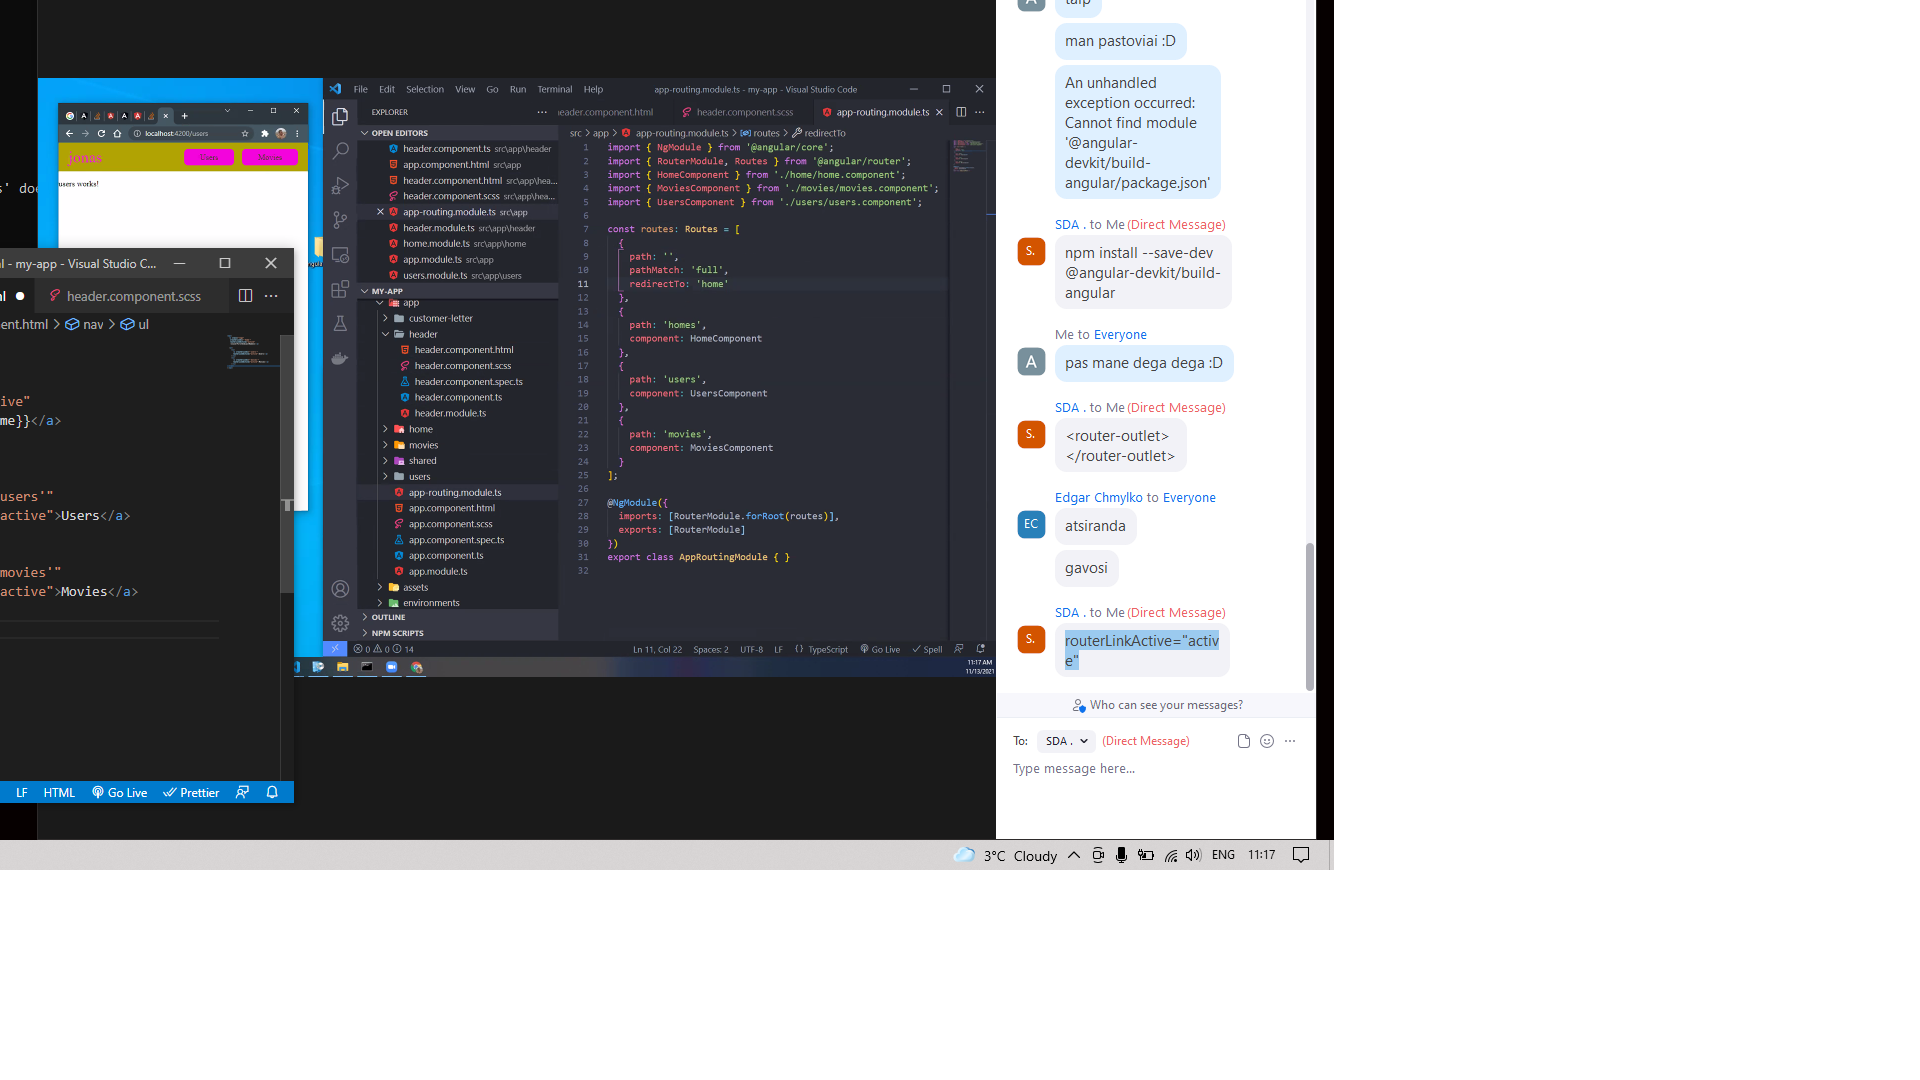 File Edit Selection View Go Run Terminal Help
app-routing.module.ts - my-app - Visual Studio Code
EXPLORER
header.component.scss
app-routing.module.ts
OPEN EDITORS
header.component.ts src\app\header
app.component.html src\app
header.component.html src\app\hea...
header.component.scss src\app\hea...
app-routing.module.ts src\app
header.module.ts src\app\header
home.module.ts src\app\home
app.module.ts src\app
users.module.ts src\app\users
MY-APP
app
customer-letter
header
header.component.html
header.component.scss
header.component.spec.ts
header.component.ts
header.module.ts
home
movies
shared
users
app-routing.module.ts
app.component.html
app.component.scss
app.component.spec.ts
app.component.ts
app.module.ts
assets
environments
OUTLINE
NPM SCRIPTS
src > app > app-routing.module.ts > routes > redirectTo
1 import { NgModule } from '@angular/core';
2 import { RouterModule, Routes } from '@angular/router';
3 import { HomeComponent } from './home/home.component';
4 import { MoviesComponent } from './movies/movies.component';
5 import { UsersComponent } from './users/users.component';
6
7 const routes: Routes = [
8 {
9 path: '',
10 pathMatch: 'full',
11 redirectTo: 'home'
12 },
13 {
14 path: 'homes',
15 component: HomeComponent
16 },
17 {
18 path: 'users',
19 component: UsersComponent
20 },
21 {
22 path: 'movies',
23 component: MoviesComponent
24 }
25 ];
26
27 @NgModule({
28 imports: [RouterModule.forRoot(routes)],
29 exports: [RouterModule]
30 })
31 export class AppRoutingModule { }
32
0 0 14
Ln 11, Col 22 Spaces: 2 UTF-8 LF {} TypeScript Go Live Spell
11:17 AM
11/13/2021
localhost:4200/users
jonas
Users
Movies
users works!
- my-app - Visual Studio C...
header.component.scss
nav > ul
me}}</a>
users'"
active">Users</a>
movies'"
active">Movies</a>
LF HTML Go Live Prettier
man pastoviai :D
An unhandled
exception occurred:
Cannot find module
'@angular-
devkit/build-
angular/package.json'
SDA . to Me (Direct Message)
S.
npm install --save-dev
@angular-devkit/build-
angular
Me to Everyone
A
pas mane dega dega :D
SDA . to Me (Direct Message)
S.
<router-outlet>
</router-outlet>
Edgar Chmylko to Everyone
EC
atsiranda
gavosi
SDA . to Me (Direct Message)
S.
routerLinkActive="activ
e"
Who can see your messages?
To: SDA . (Direct Message)
Type message here...
3°C Cloudy ENG 11:17